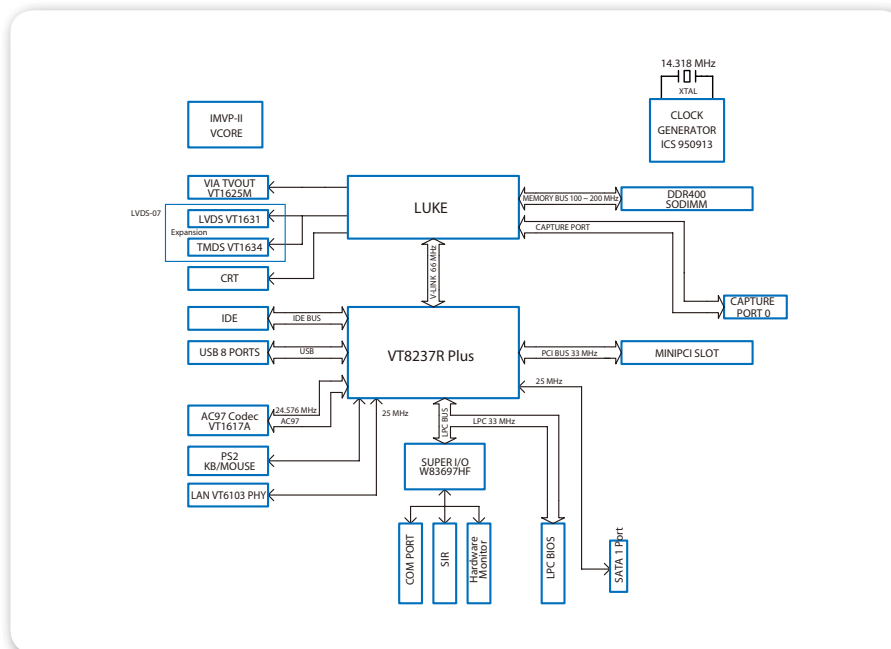 14.318 MHz
XTAL
IMVP-II
VCORE
CLOCK
GENERATOR
ICS 950913
VIA TVOUT
VT1625M
LUKE
MEMORY BUS 100 ~ 200 MHz
DDR400
SODIMM
LVDS-07
LVDS VT1631
Expansion
TMDS VT1634
CAPTURE PORT
CRT
V-LINK 66 MHz
CAPTURE
PORT 0
IDE
IDE BUS
USB 8 PORTS
USB
VT8237R Plus
PCI BUS 33 MHz
MINIPCI SLOT
25 MHz
AC97 Codec
VT1617A
24.576 MHz
AC97
25 MHz
LPC BUS
LPC 33 MHz
PS2
KB/MOUSE
SUPER I/O
W83697HF
LAN VT6103 PHY
COM PORT
SIR
Hardware
Monitor
LPC BIOS
SATA 1 Port